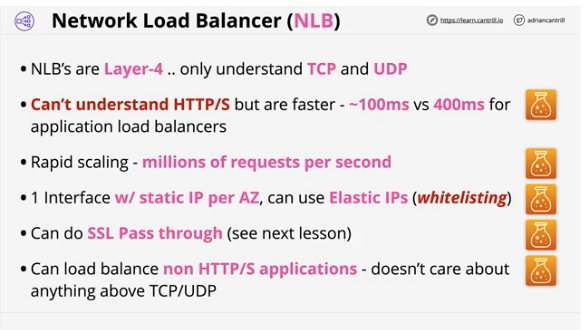 Network Load Balancer (NLB)
https://learn.cantrill.io
adriancantrill
• NLB's are Layer-4 .. only understand TCP and UDP
• Can't understand HTTP/S but are faster - ~100ms vs 400ms for
application load balancers
• Rapid scaling - millions of requests per second
• 1 Interface w/ static IP per AZ, can use Elastic IPs (whitelisting)
• Can do SSL Pass through (see next lesson)
• Can load balance non HTTP/S applications - doesn't care about
anything above TCP/UDP